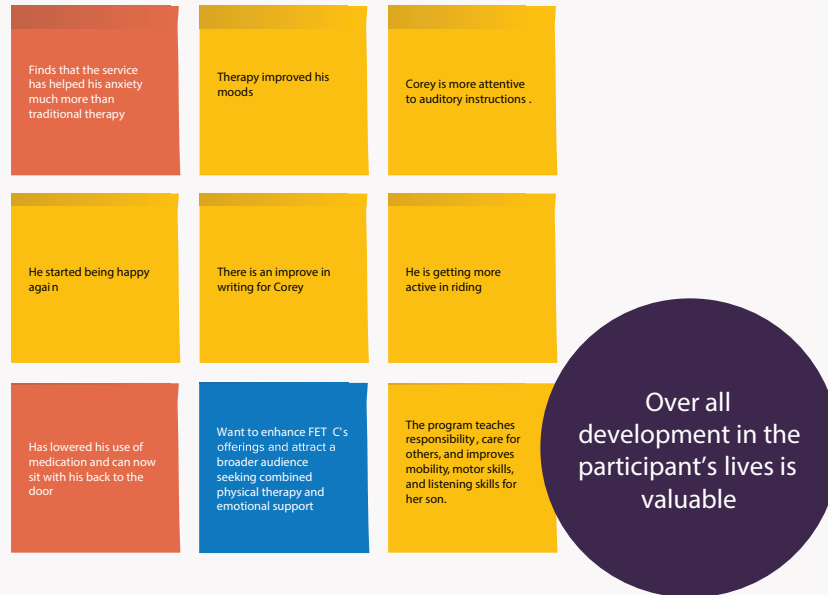 Finds that the service
has helped his anxiety
much more than
traditional therapy
Therapy improved his
moods
Corey is more attentive
to auditory instructions .
He started being happy
again
There is an improve in
writing for Corey
He is getting more
active in riding
Has lowered his use of
medication and can now
sit with his back to the
door
Want to enhance FET C's
offerings and attract a
broader audience
seeking combined
physical therapy and
emotional support
The program teaches
responsibility, care for
others, and improves
mobility, motor skills,
and listening skills for
her son.
Over all
development in the
participant's lives is
valuable